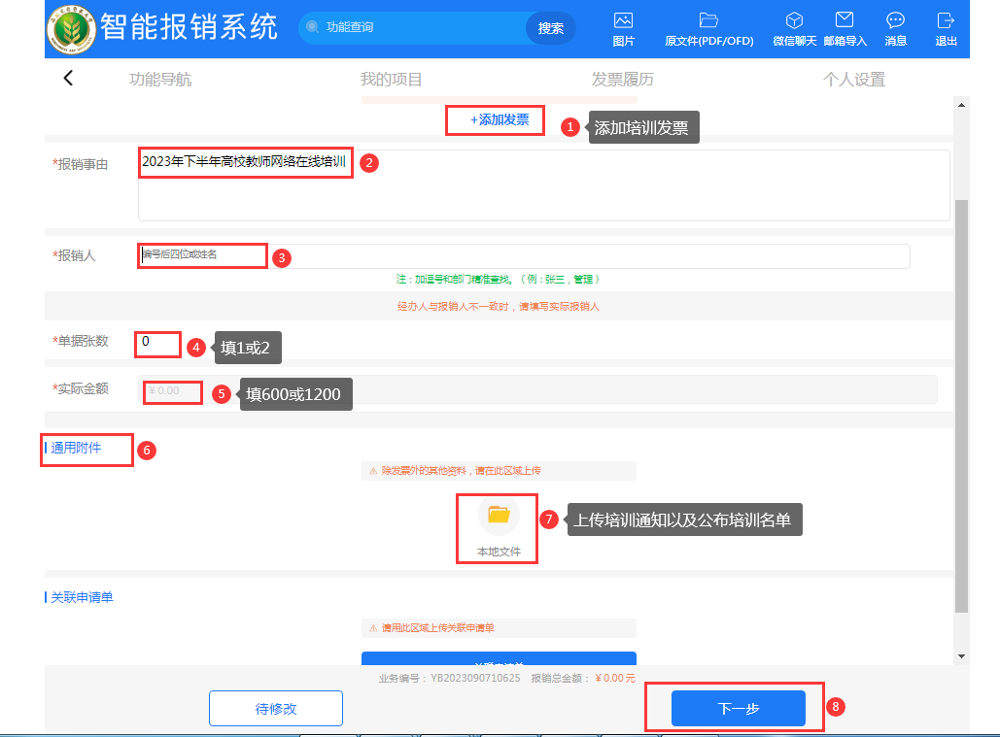 智能报销系统
功能查询
搜索
图片
原文件(PDF/OFD)
微信聊天
邮箱导入
消息
退出
功能导航
我的项目
发票履历
个人设置
+添加发票
1
添加培训发票
*报销事由
2023年下半年高校教师网络在线培训
2
*报销人
编号后四位或姓名
3
注：加逗号和部门精准查找。（ 例：张三，管理 ）
经办人与报销人不一致时，请填写实际报销人
*单据张数
0
4
填1或2
*实际金额
￥0.00
5
填600或1200
通用附件
6
除发票外的其他资料，请在此区域上传
本地文件
7
上传培训通知以及公布培训名单
关联申请单
请用此区域上传关联申请单
关联申请单
业务编号：YB2023090710625
报销总金额：￥0.00元
待修改
下一步
8